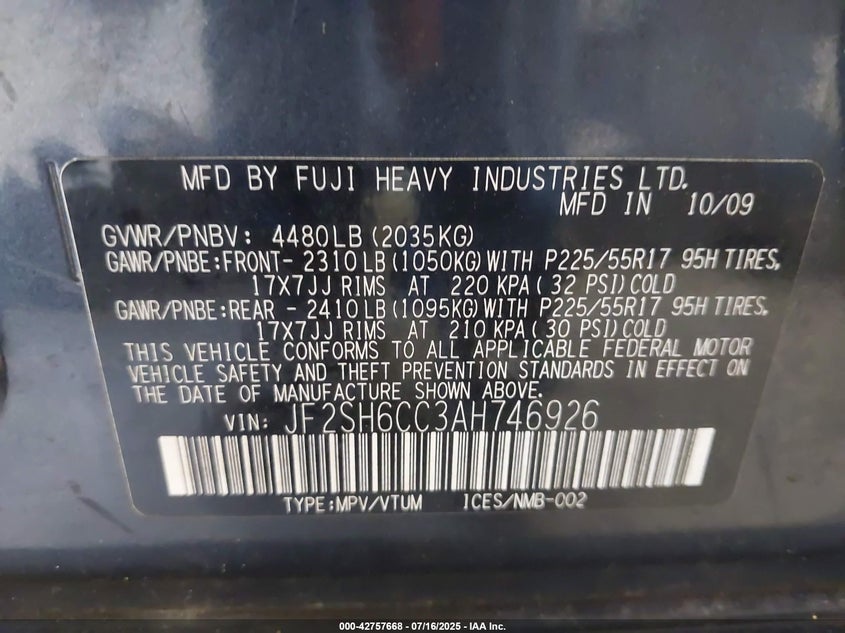 MFD BY FUJI HEAVY INDUSTRIES LTD.
MFD IN 10/09
GVWR/PNBV: 4480LB (2035KG)
GAWR/PNBE:FRONT- 2310LB (1050KG) WITH P225/55R17 95H TIRES,
17X7JJ RIMS AT 220 KPA ( 32 PSI) COLD
GAWR/PNBE:REAR - 2410LB (1095KG) WITH P225/55R17 95H TIRES,
17X7JJ RIMS AT 210 KPA ( 30 PSI) COLD
THIS VEHICLE CONFORMS TO ALL APPLICABLE FEDERAL MOTOR
VEHICLE SAFETY AND THEFT PREVENTION STANDARDS IN EFFECT ON
THE DATE OF MANUFACTURE SHOWN ABOVE.
VIN: JF2SH6CC3AH746926
TYPE:MPV/VTUM ICES/NMB-002
000-42757668 - 07/16/2025 - IAA Inc.